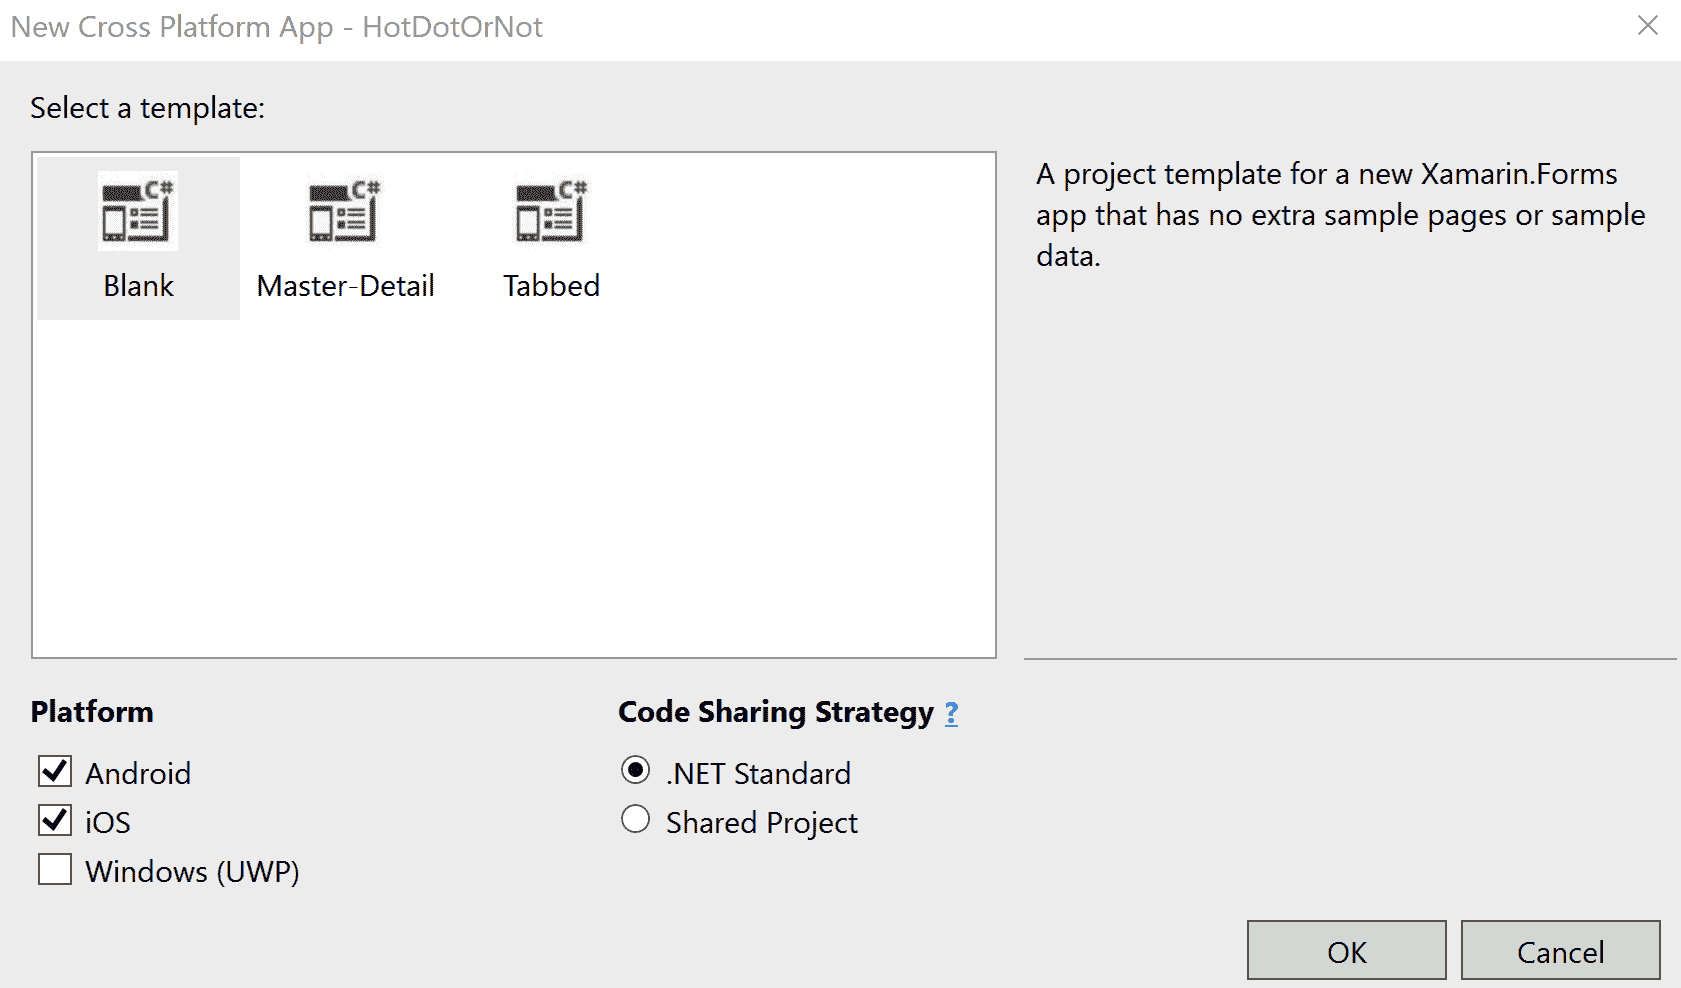 New Cross Platform App - HotDotOrNot
Select a template:
C# C# C#
Blank Master-Detail Tabbed
A project template for a new Xamarin.Forms
app that has no extra sample pages or sample
data.
Platform
Android
iOS
Windows (UWP)
Code Sharing Strategy ?
.NET Standard
Shared Project
OK Cancel